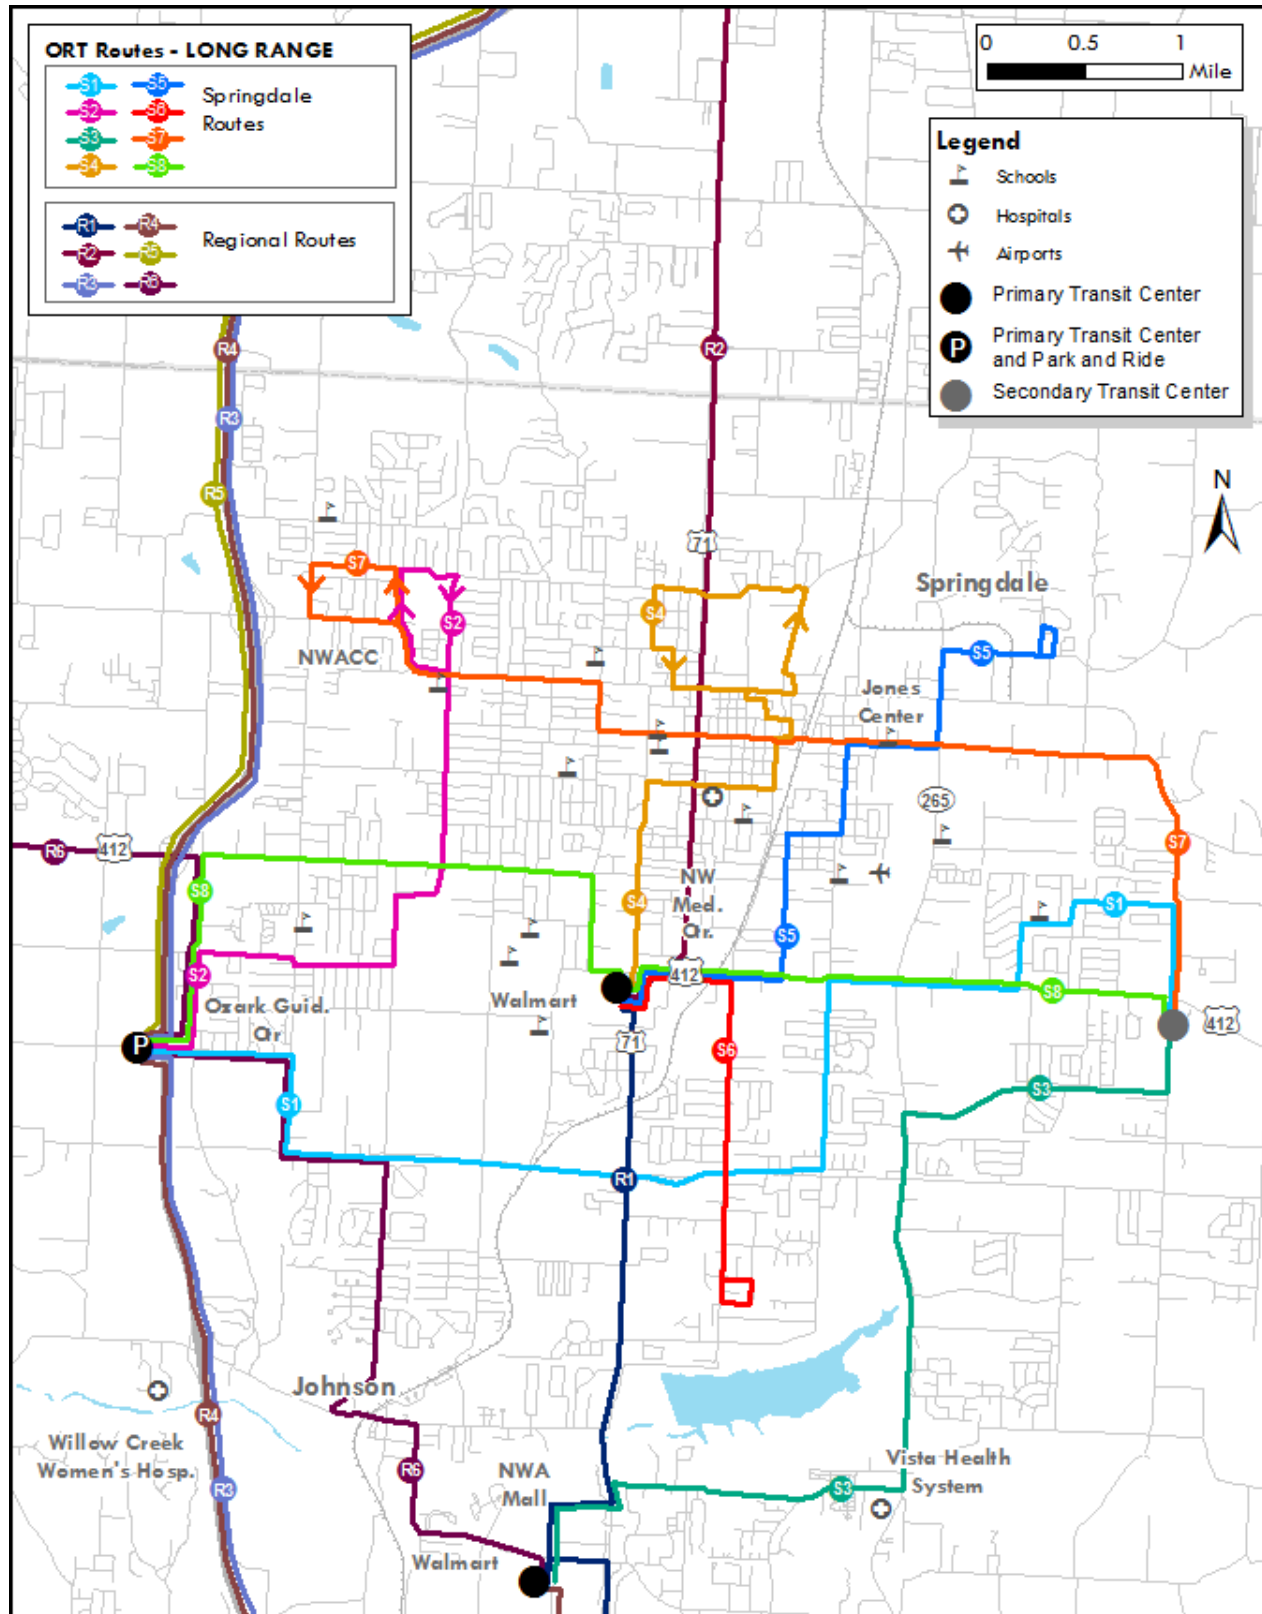 ORT Routes - LONG RANGE
S1 S5
S2 S6
S3 S7
S4 S8
Springdale
Routes
R1 R4
R2 R5
R3 R6
Regional Routes
0 0.5 1
Mile
Legend
Schools
Hospitals
Airports
Primary Transit Center
P Primary Transit Center
and Park and Ride
Secondary Transit Center
N
R4
R2
R3
R5
71
S7
Springdale
S4
S2
S5
NWACC
Jones
Center
265
S7
R6
412
NW
Med.
Ctr.
S8
S4
S1
S5
S2
412
Walmart
S8
Ozark Guid.
Ctr
412
P
71
S6
S3
S1
R1
Johnson
R4
Willow Creek
Women's Hosp.
R6
R3
NWA
Mall
Vista Health
System
S3
Walmart